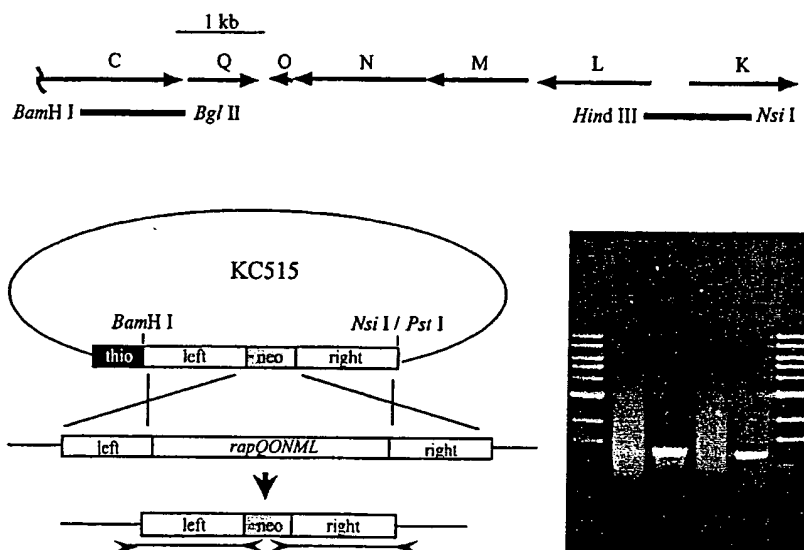 1 kb
C Q O N M L K
BamH I Bgl II Hind III Nsi I
KC515
BamH I Nsi I / Pst I
thio left neo right
left rapQONML right
left neo right